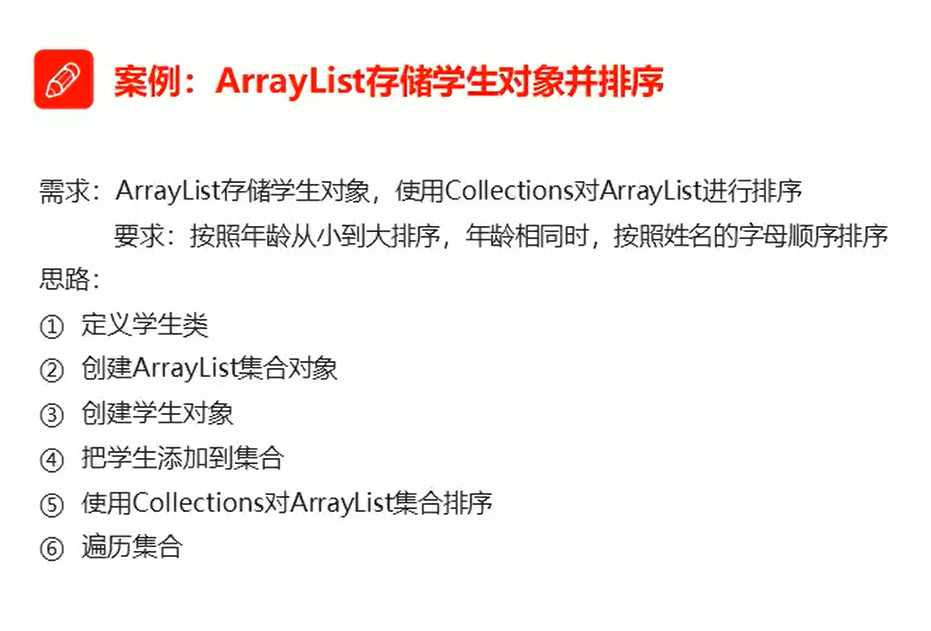 案例：ArrayList存储学生对象并排序
需求：ArrayList存储学生对象，使用Collections对ArrayList进行排序
要求：按照年龄从小到大排序，年龄相同时，按照姓名的字母顺序排序
思路：
① 定义学生类
② 创建ArrayList集合对象
③ 创建学生对象
④ 把学生添加到集合
⑤ 使用Collections对ArrayList集合排序
⑥ 遍历集合